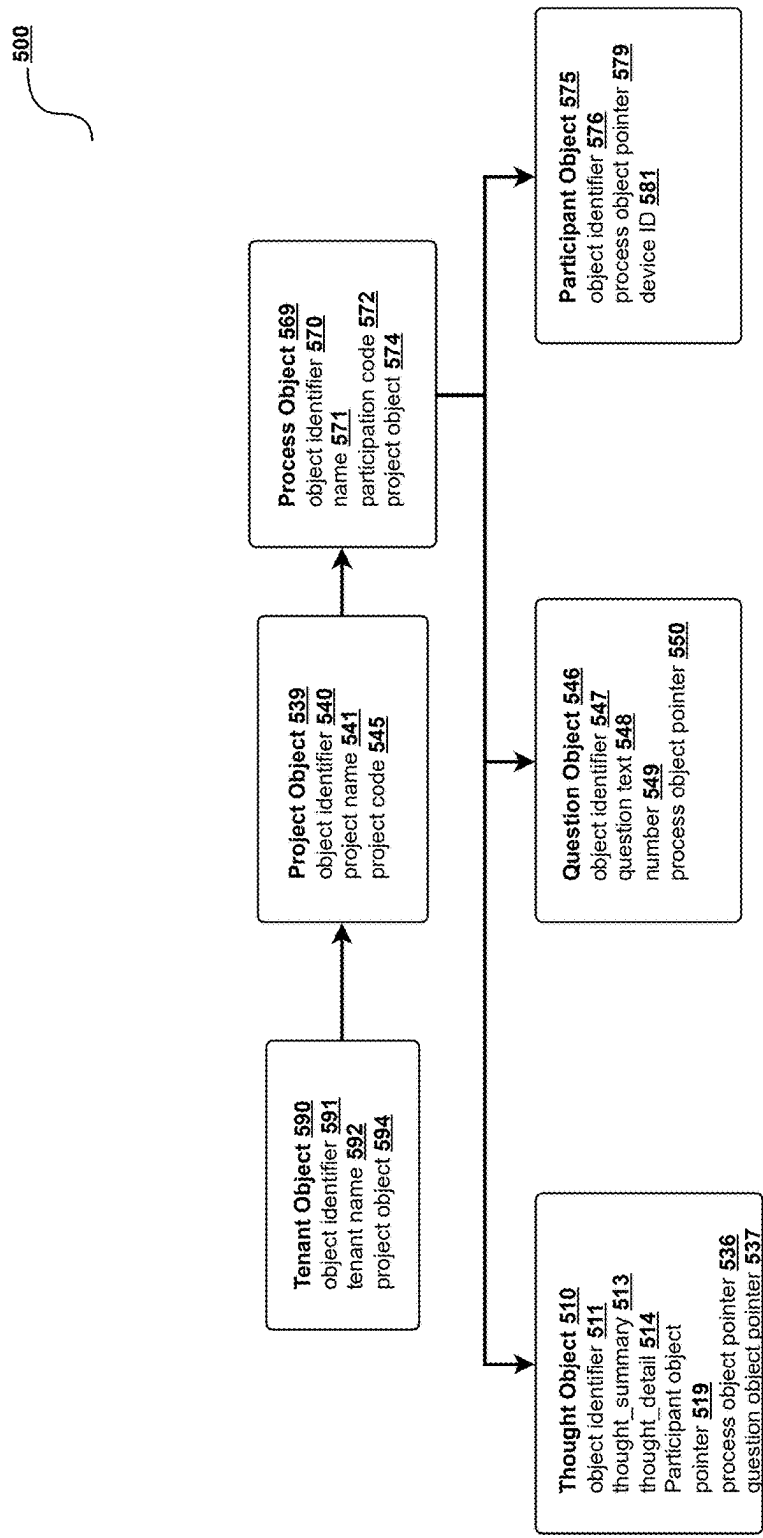 500
Tenant Object 590
object identifier 591
tenant name 592
project object 594
Project Object 539
object identifier 540
project name 541
project code 545
Process Object 569
object identifier 570
name 571
participation code 572
project object 574
Thought Object 510
object identifier 511
thought_summary 513
thought_detail 514
Participant object
pointer 519
process object pointer 536
question object pointer 537
Question Object 546
object identifier 547
question text 548
number 549
process object pointer 550
Participant Object 575
object identifier 576
process object pointer 579
device ID 581